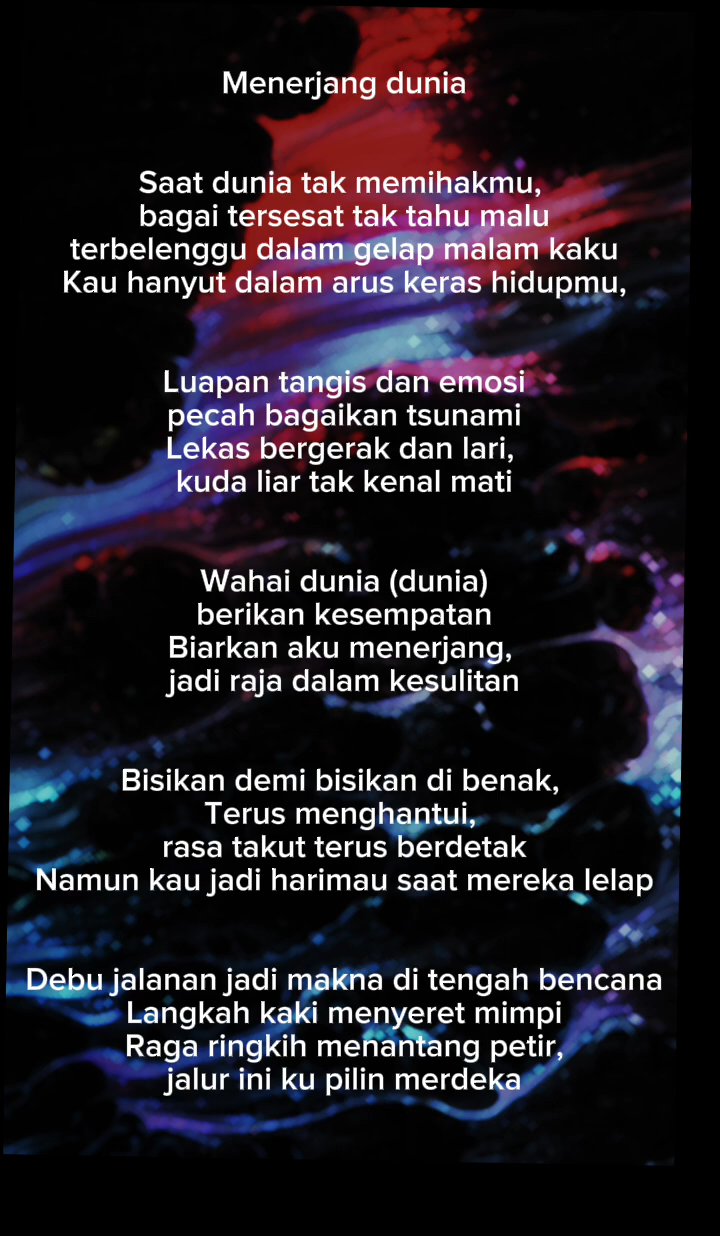 Menerjang dunia
Saat dunia tak memihakmu,
bagai tersesat tak tahu malu
terbelenggu dalam gelap malam kaku
Kau hanyut dalam arus keras hidupmu,
Luapan tangis dan emosi
pecah bagaikan tsunami
Lekas bergerak dan lari,
kuda liar tak kenal mati
Wahai dunia (dunia)
berikan kesempatan
Biarkan aku menerjang,
jadi raja dalam kesulitan
Bisikan demi bisikan di benak,
Terus menghantui,
rasa takut terus berdetak
Namun kau jadi harimau saat mereka lelap
Debu jalanan jadi makna di tengah bencana
Langkah kaki menyeret mimpi
Raga ringkih menantang petir,
jalur ini ku pilin merdeka